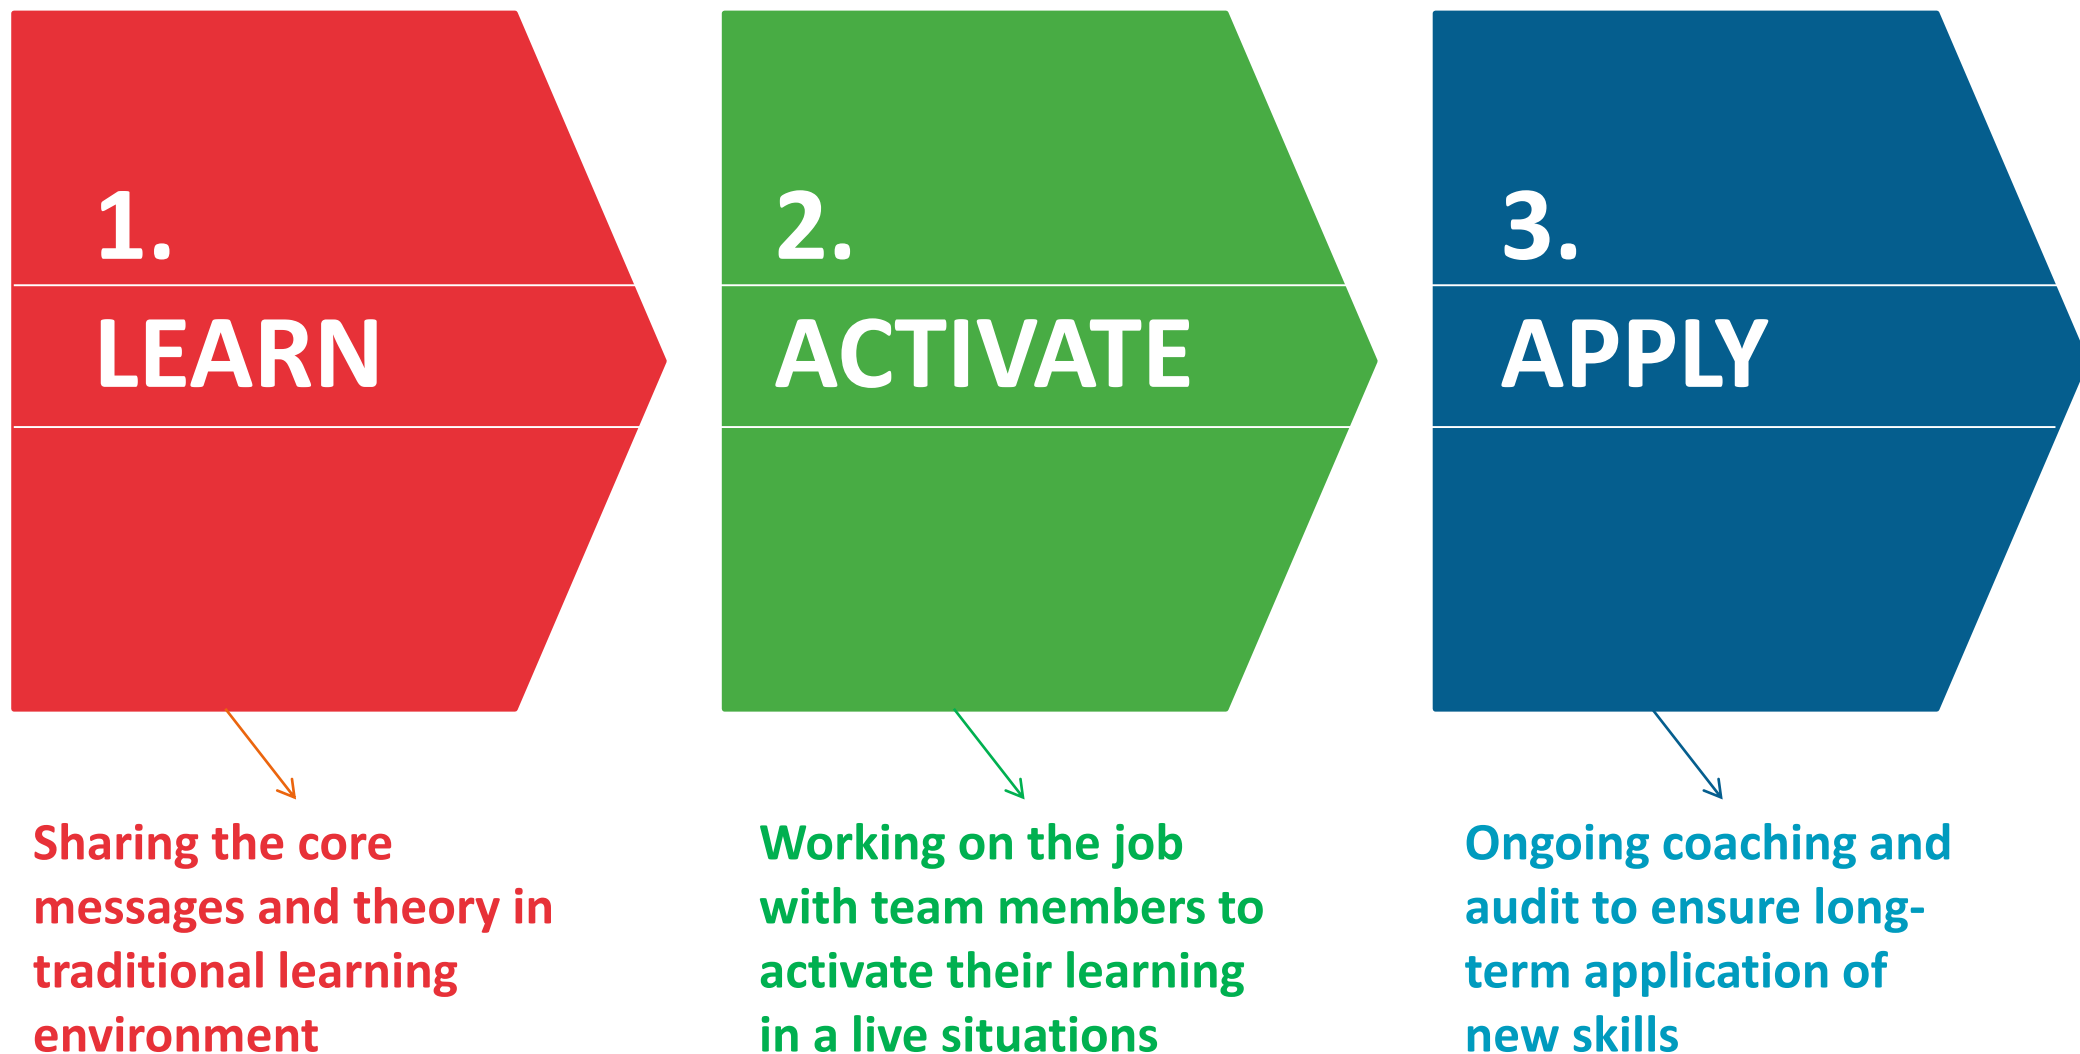 1.
LEARN
2.
ACTIVATE
3.
APPLY
Sharing the core
messages and theory in
traditional learning
environment
Working on the job
with team members to
activate their learning
in a live situations
Ongoing coaching and
audit to ensure long-
term application of
new skills